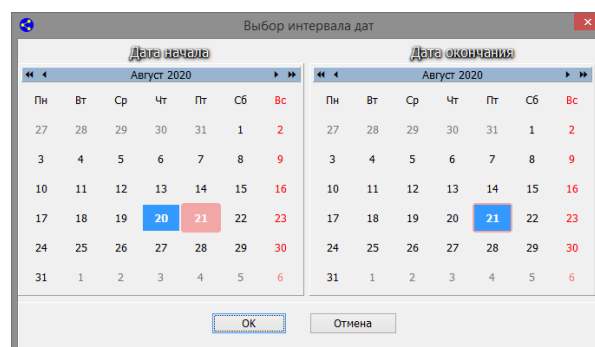 Выбор интервала дат
Дата начала Дата окончания
Август 2020 Август 2020
Пн Вт Ср Чт Пт Сб Вс Пн Вт Ср Чт Пт Сб Вс
27 28 29 30 31 1 2 27 28 29 30 31 1 2
3 4 5 6 7 8 9 3 4 5 6 7 8 9
10 11 12 13 14 15 16 10 11 12 13 14 15 16
17 18 19 20 21 22 23 17 18 19 20 21 22 23
24 25 26 27 28 29 30 24 25 26 27 28 29 30
31 1 2 3 4 5 6 31 1 2 3 4 5 6
OK Отмена